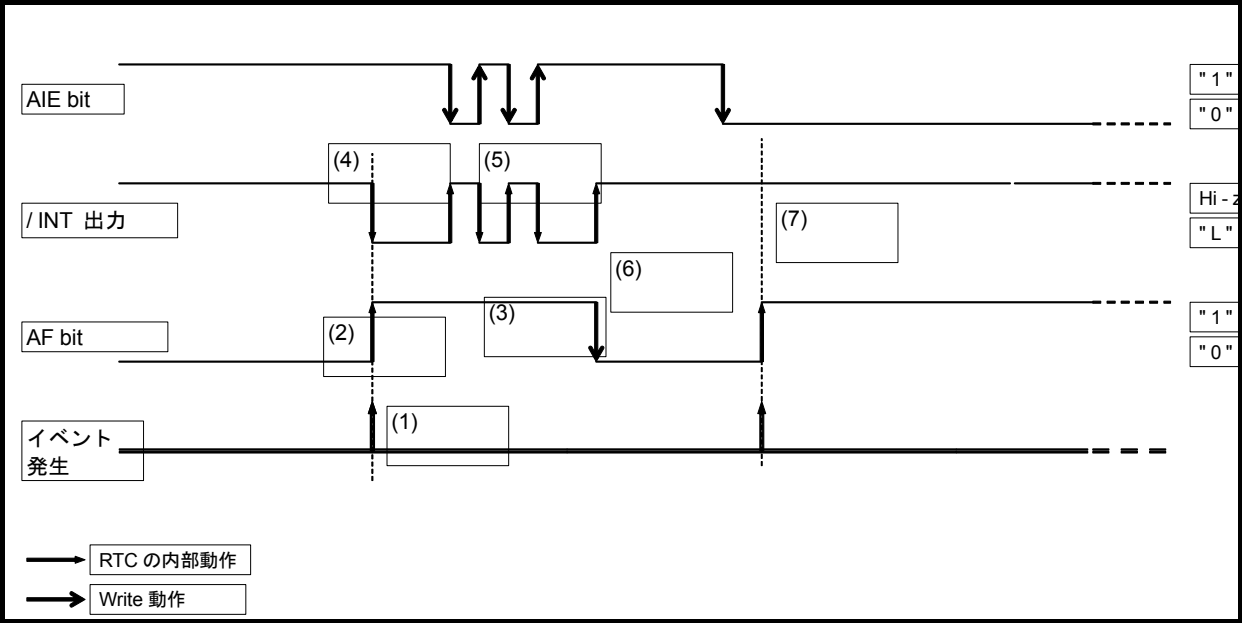 AIE bit
" 1 "
" 0 "
(4)
(5)
/ INT 出力
Hi - z
" L "
(7)
(6)
AF bit
(2)
(3)
" 1 "
" 0 "
イベント
発生
(1)
RTC の内部動作
Write 動作